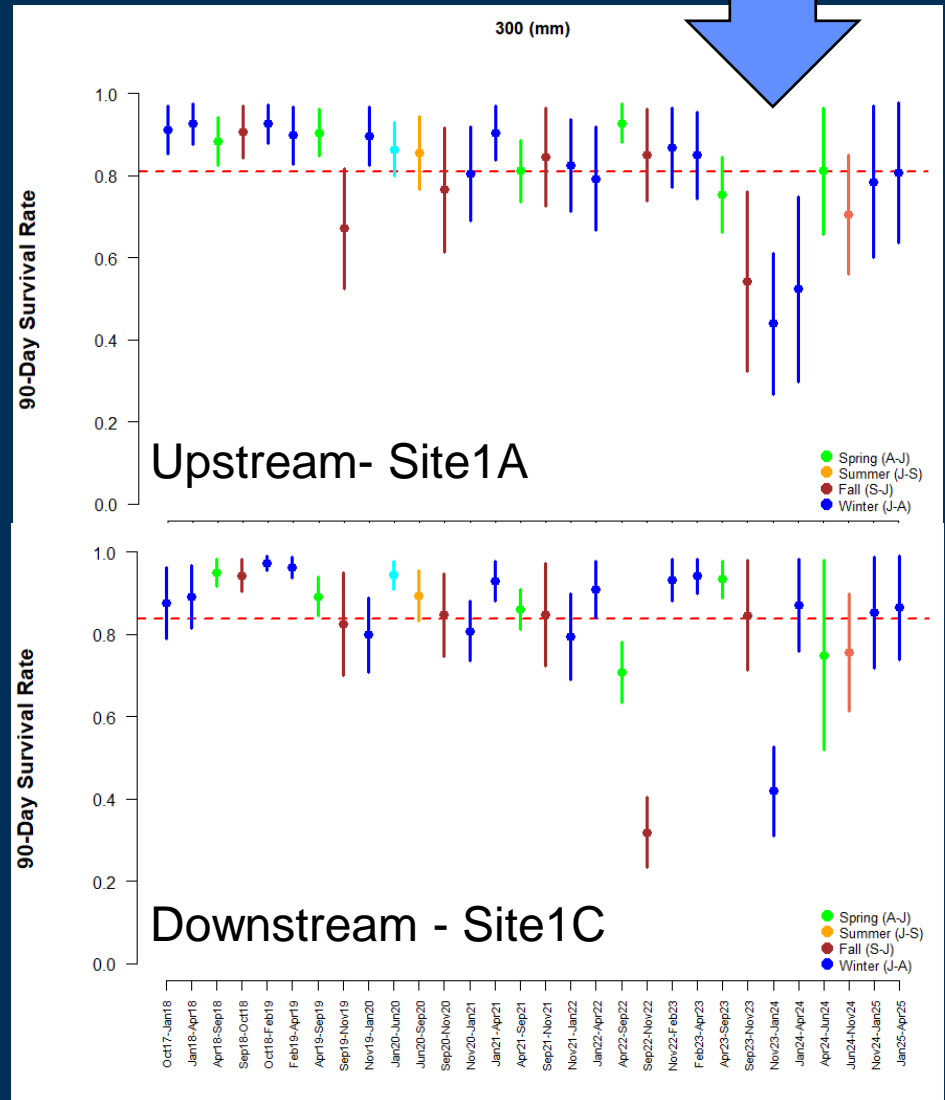 300 (mm)
90-Day Survival Rate
1.0
0.8
0.6
0.4
0.2
0.0
Upstream- Site1A
Spring (A-J)
Summer (J-S)
Fall (S-J)
Winter (J-A)
90-Day Survival Rate
1.0
0.8
0.6
0.4
0.2
0.0
Downstream - Site1C
Spring (A-J)
Summer (J-S)
Fall (S-J)
Winter (J-A)
Oct17-Jan18
Jan18-Apr18
Apr18-Sep18
Sep18-Oct18
Oct18-Feb19
Feb19-Apr19
Apr19-Sep19
Sep19-Nov19
Nov19-Jan20
Jan20-Jun20
Jun20-Sep20
Sep20-Nov20
Nov20-Jan21
Jan21-Apr21
Apr21-Sep21
Sep21-Nov21
Nov21-Jan22
Jan22-Apr22
Apr22-Sep22
Sep22-Nov22
Nov22-Feb23
Feb23-Apr23
Apr23-Sep23
Sep23-Nov23
Nov23-Jan24
Jan24-Apr24
Apr24-Jun24
Jun24-Nov24
Nov24-Jan25
Jan25-Apr25